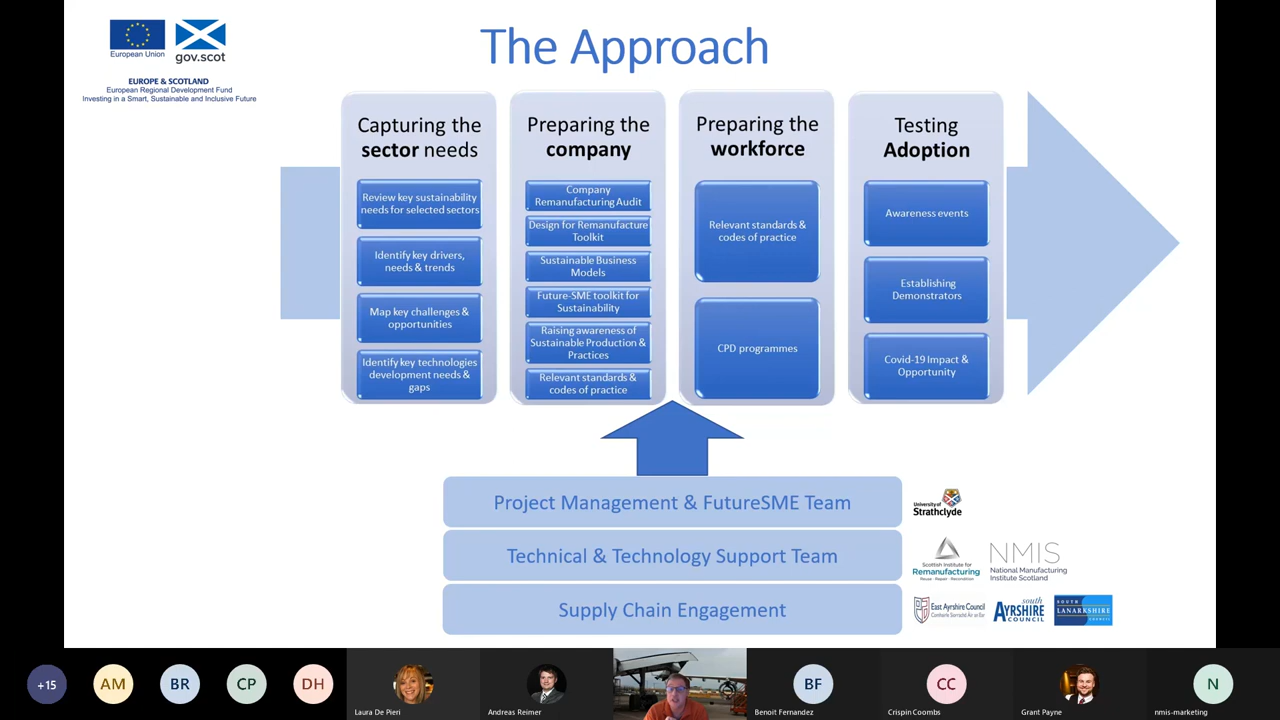 The Approach
European Union
gov.scot
EUROPE & SCOTLAND
European Regional Development Fund
Investing in a Smart, Sustainable and Inclusive Future
Capturing the
sector needs
Review key sustainability
needs for selected sectors
Identify key drivers,
needs & trends
Map key challenges &
opportunities
Identify key technologies
development needs &
gaps
Preparing the
company
Company
Remanufacturing Audit
Design for Remanufacture
Toolkit
Sustainable Business
Models
Future-SME toolkit for
Sustainability
Raising awareness of
Sustainable Production &
Practices
Relevant standards &
codes of practice
Preparing the
workforce
Relevant standards &
codes of practice
CPD programmes
Testing
Adoption
Awareness events
Establishing
Demonstrators
Covid-19 Impact &
Opportunity
Project Management & FutureSME Team
University of
Strathclyde
Technical & Technology Support Team
Scottish Institute for
Remanufacturing
Reuse · Repair · Recreation
NMIS
National Manufacturing
Institute Scotland
Supply Chain Engagement
East Ayrshire Council
south
AYRSHIRE
COUNCIL
SOUTH
LANARKSHIRE
COUNCIL
+15
AM
BR
CP
DH
Laura De Pieri
Andreas Reimer
BF
Benoit Fernandez
CC
Crispin Coombs
Grant Payne
N
nmis-marketing